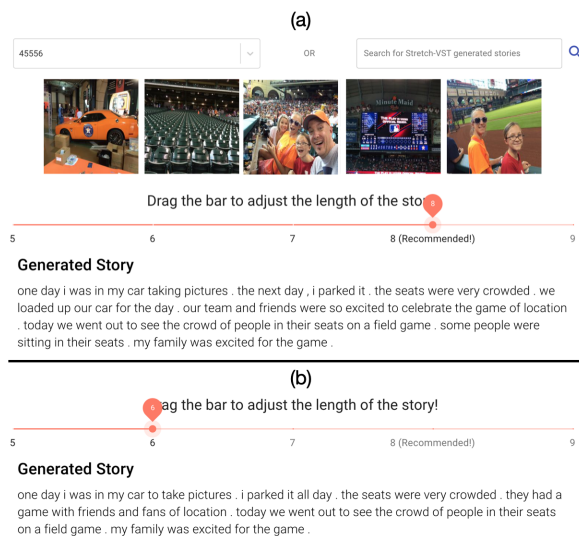 (a)
45556
OR
Search for Stretch-VST generated stories
Minute Maid
Drag the bar to adjust the length of the
8
5 6 7 8 (Recommended!) 9
Generated Story
one day i was in my car taking pictures . the next day , i parked it . the seats were very crowded . we
loaded up our car for the day . our team and friends were so excited to celebrate the game of location
. today we went out to see the crowd of people in their seats on a field game . some people were
sitting in their seats . my family was excited for the game .
(b)
6
ag the bar to adjust the length of the story!
5 6 7 8 (Recommended!) 9
Generated Story
one day i was in my car to take pictures . i parked it all day . the seats were very crowded . they had a
game with friends and fans of location . today we went out to see the crowd of people in their seats
on a field game . my family was excited for the game .